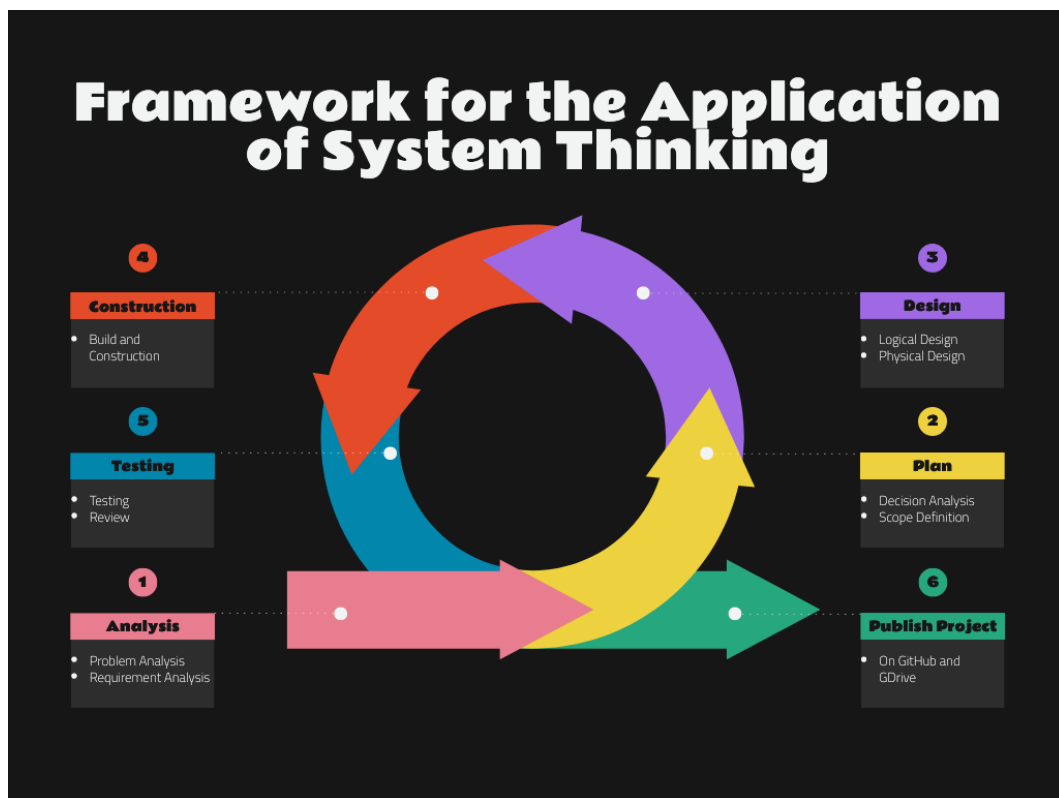 Framework for the Application
of System Thinking
4
Construction
Build and
Construction
5
Testing
Testing
Review
1
Analysis
Problem Analysis
Requirement Analysis
3
Design
Logical Design
Physical Design
2
Plan
Decision Analysis
Scope Definition
6
Publish Project
On GitHub and
GDrive